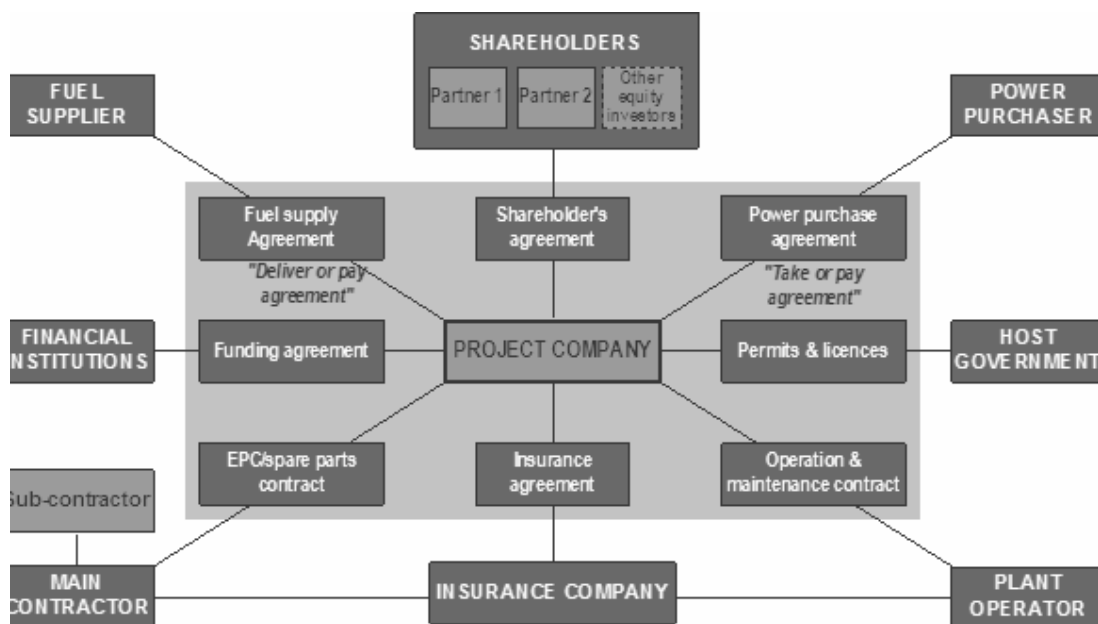 SHAREHOLDERS
Partner 1
Partner 2
Other
equity
investors
FUEL
SUPPLIER
POWER
PURCHASER
Fuel supply
Agreement
"Deliver or pay
agreement"
Shareholder's
agreement
Power purchase
agreement
"Take or pay
agreement"
FINANCIAL
INSTITUTIONS
Funding agreement
PROJECT COMPANY
Permits & licences
HOST
GOVERNMENT
EPC/spare parts
contract
Insurance
agreement
Operation &
maintenance contract
Sub-contractor
MAIN
CONTRACTOR
INSURANCE COMPANY
PLANT
OPERATOR